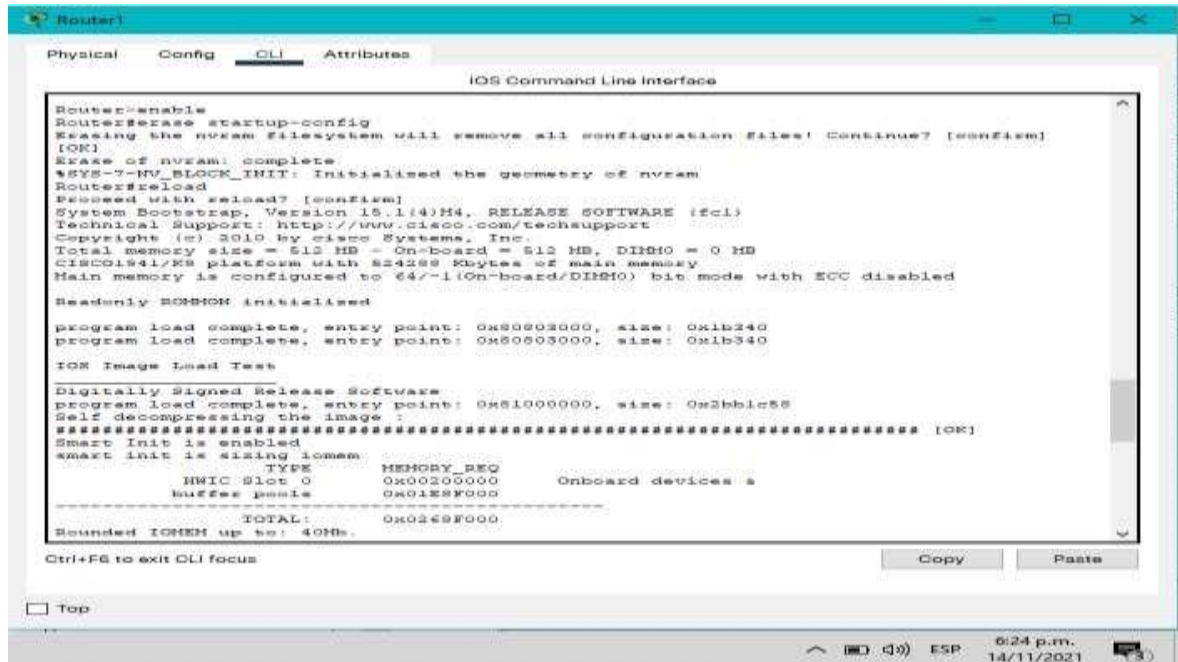 Router1
Physical Config CLI Attributes
IOS Command Line Interface
Router>enable
Router#erase startup-config
Erasing the nvram filesystem will remove all configuration files! Continue? [confirm]
[OK]
Erase of nvram: complete
%SYS-7-NV_BLOCK_INIT: Initialized the geometry of nvram
Router#reload
Proceed with reload? [confirm]
System Bootstrap, Version 15.1(4)M4, RELEASE SOFTWARE (fc1)
Technical Support: http://www.cisco.com/techsupport
Copyright (c) 2010 by cisco Systems, Inc.
Total memory size = 512 MB - On-board = 512 MB, DIMM0 = 0 MB
CISCO1941/K9 platform with 524288 Kbytes of main memory
Main memory is configured to 64/-1(On-board/DIMM0) bit mode with ECC disabled
Readonly ROMMON initialized
program load complete, entry point: 0x80803000, size: 0x1b340
program load complete, entry point: 0x80803000, size: 0x1b340
IOS Image Load Test
Digitally Signed Release Software
program load complete, entry point: 0x81000000, size: 0x2bb1c58
Self decompressing the image :
########################################################################## [OK]
Smart Init is enabled
smart init is sizing iomem
TYPE MEMORY_REQ
HWIC Slot 0 0x00200000 Onboard devices &
buffer pools 0x01E8F000
-----------------------------------------------
TOTAL: 0x0268F000
Rounded IOMEM up to: 40Mb.
Ctrl+F6 to exit CLI focus
Copy Paste
Top
ESP 6:24 p.m.
14/11/2021
3